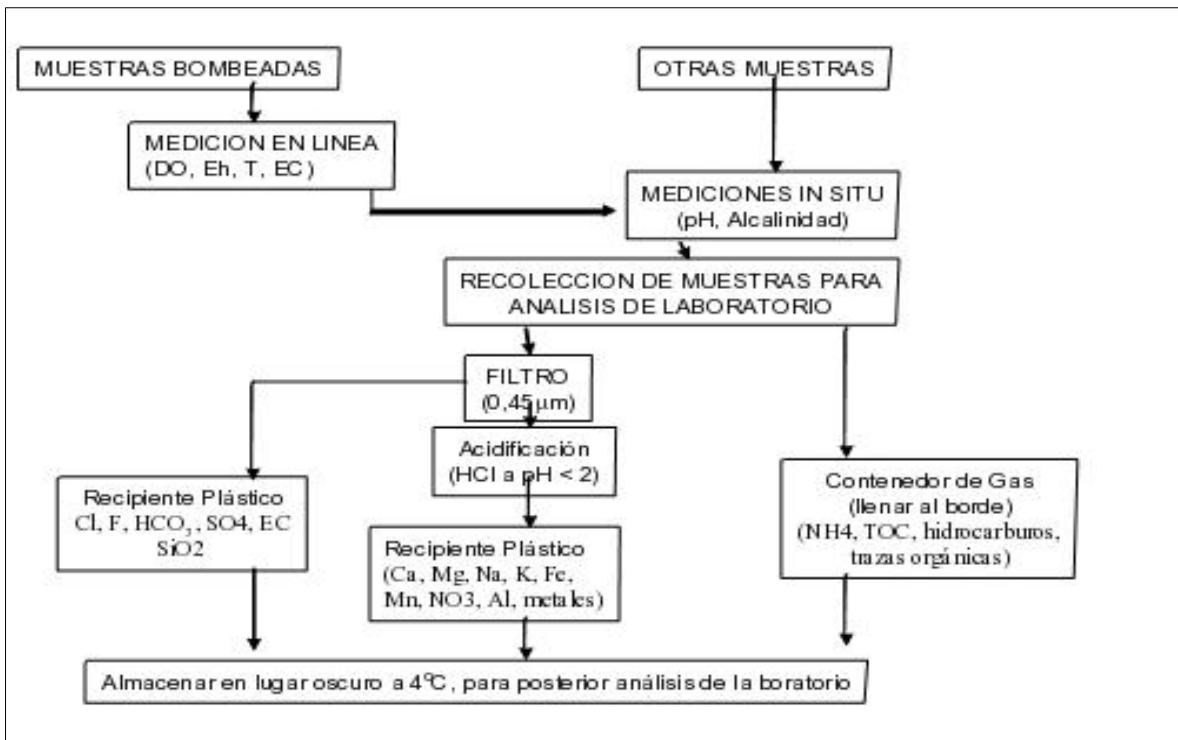 MUESTRAS BOMBEADAS
OTRAS MUESTRAS
MEDICION EN LINEA
(DO, Eh, T, EC)
MEDICIONES IN SITU
(pH, Alcalinidad)
RECOLECCION DE MUESTRAS PARA
ANALISIS DE LABORATORIO
FILTRO
(0,45 µm)
Acidificación
(HCl a pH < 2)
Recipiente Plástico
Cl, F, HCO3, SO4, EC
SiO2
Recipiente Plástico
(Ca, Mg, Na, K, Fe,
Mn, NO3, Al, metales)
Contenedor de Gas
(llenar al borde)
(NH4, TOC, hidrocarburos,
trazas orgánicas)
Almacenar en lugar oscuro a 4°C, para posterior análisis de la boratorio